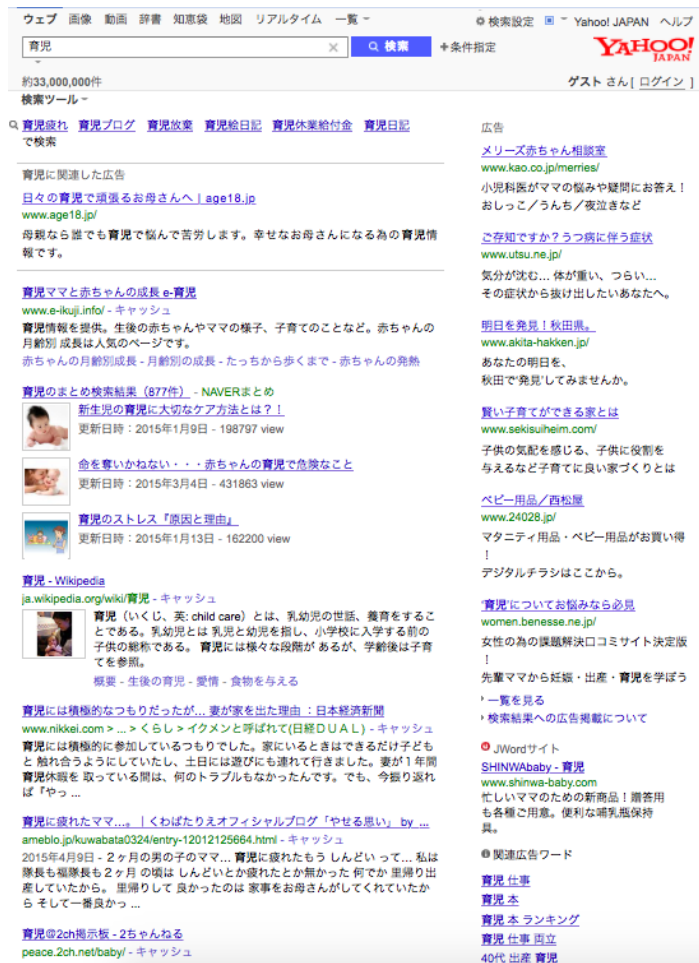 ウェブ 画像 動画 辞書 知恵袋 地図 リアルタイム 一覧
検索設定 Yahoo! JAPAN ヘルプ
育児 × 検索 +条件指定
YAHOO!
JAPAN
約33,000,000件
ゲスト さん [ ログイン ]
検索ツール
育児疲れ 育児ブログ 育児放棄 育児絵日記 育児休業給付金 育児日記
で検索
育児に関連した広告
日々の育児で頑張るお母さんへ | age18.jp
www.age18.jp/
母親なら誰でも育児で悩んで苦労します。幸せなお母さんになる為の育児情
報です。
育児ママと赤ちゃんの成長 e-育児
www.e-ikuji.info/ - キャッシュ
育児情報を提供。生後の赤ちゃんやママの様子、子育てのことなど。赤ちゃんの
月齢別 成長は人気のページです。
赤ちゃんの月齢別成長 - 月齢別の成長 - たっちから歩くまで - 赤ちゃんの発熱
育児のまとめ検索結果（877件） - NAVERまとめ
新生児の育児に大切なケア方法とは？！
更新日時：2015年1月9日 - 198797 view
命を奪いかねない・・・赤ちゃんの育児で危険なこと
更新日時：2015年3月4日 - 431863 view
育児のストレス『原因と理由』
更新日時：2015年1月13日 - 162200 view
育児 - Wikipedia
ja.wikipedia.org/wiki/育児 - キャッシュ
育児（いくじ、英: child care）とは、乳幼児の世話、養育をするこ
とである。乳幼児とは 乳児と幼児を指し、小学校に入学する前の
子供の総称である。 育児には様々な段階が あるが、学齢後は子育
てを参照。
概要 - 生後の育児 - 愛情 - 食物を与える
育児には積極的なつもりだったが... 妻が家を出た理由 ：日本経済新聞
www.nikkei.com > ... > くらし > イクメンと呼ばれて(日経ＤＵＡＬ) - キャッシュ
育児には積極的に参加しているつもりでした。家にいるときはできるだけ子ども
と 触れ合うようにしていたし、土日には遊びにも連れて行きました。妻が１年間
育児休暇を 取っている間は、何のトラブルもなかったんです。でも、今振り返れ
ば『やっ ...
育児に疲れたママ...。 | くわばたりえオフィシャルブログ「やせる思い」 by ...
ameblo.jp/kuwabata0324/entry-12012125664.html - キャッシュ
2015年4月9日 - ２ヶ月の男の子のママ... 育児に疲れたもう しんどい って... 私は
隊長も福隊長も２ヶ月 の頃は しんどいとか疲れたとか無かった 何でか 里帰り出
産していたから。 里帰りして 良かったのは 家事をお母さんがしてくれていたか
ら そして一番良かっ ...
育児@2ch掲示板 - 2ちゃんねる
peace.2ch.net/baby/ - キャッシュ
広告
メリーズ赤ちゃん相談室
www.kao.co.jp/merries/
小児科医がママの悩みや疑問にお答え！
おしっこ／うんち／夜泣きなど
ご存知ですか？うつ病に伴う症状
www.utsu.ne.jp/
気分が沈む... 体が重い、つらい...
その症状から抜け出したいあなたへ。
明日を発見！秋田県。
www.akita-hakken.jp/
あなたの明日を、
秋田で'発見'してみませんか。
賢い子育てができる家とは
www.sekisuiheim.com/
子供の気配を感じる、子供に役割を
与えるなど子育てに良い家づくりとは
ベビー用品／西松屋
www.24028.jp/
マタニティ用品・ベビー用品がお買い得
！
デジタルチラシはここから。
'育児'についてお悩みなら必見
women.benesse.ne.jp/
女性の為の課題解決口コミサイト決定版
！
先輩ママから妊娠・出産・育児を学ぼう
一覧を見る
検索結果への広告掲載について
JWordサイト
SHINWAbaby - 育児
www.shinwa-baby.com
忙しいママのための新商品！贈答用
も各種ご用意。便利な哺乳瓶保持
具。
関連広告ワード
育児 仕事
育児 本
育児 本 ランキング
育児 仕事 両立
40代 出産 育児